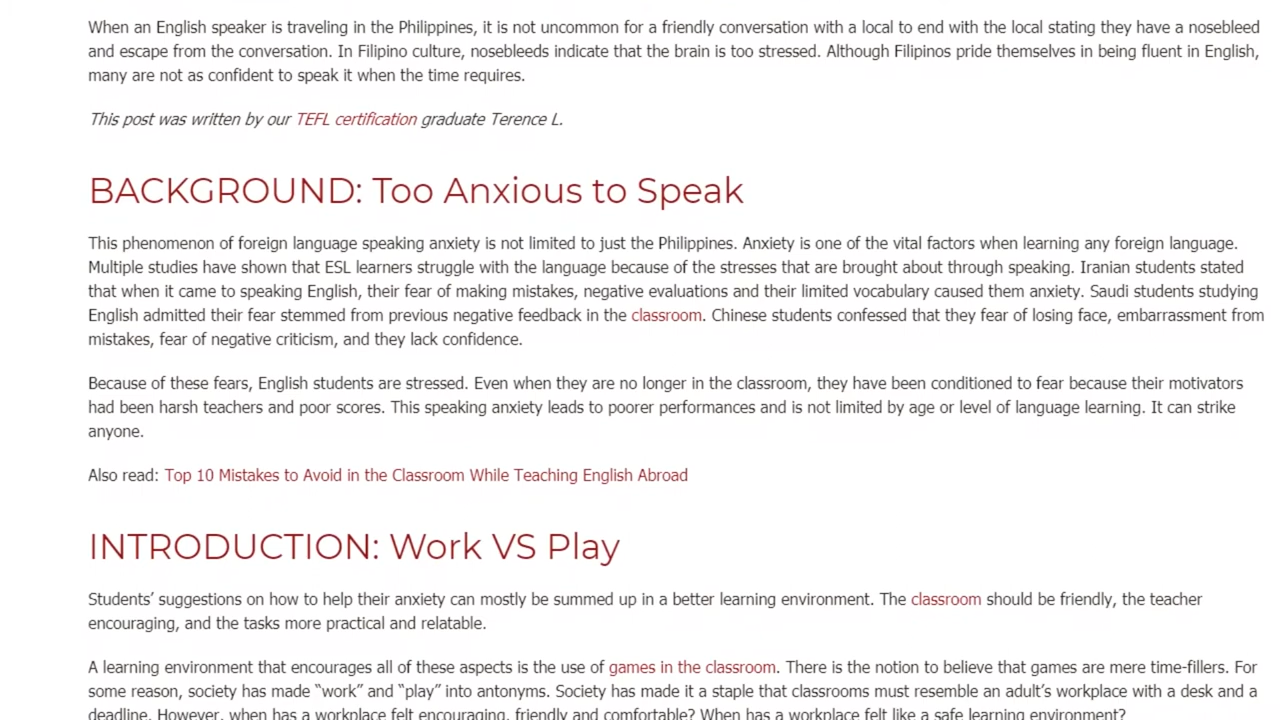 When an English speaker is traveling in the Philippines, it is not uncommon for a friendly conversation with a local to end with the local stating they have a nosebleed
and escape from the conversation. In Filipino culture, nosebleeds indicate that the brain is too stressed. Although Filipinos pride themselves in being fluent in English,
many are not as confident to speak it when the time requires.
This post was written by our TEFL certification graduate Terence L.
BACKGROUND: Too Anxious to Speak
This phenomenon of foreign language speaking anxiety is not limited to just the Philippines. Anxiety is one of the vital factors when learning any foreign language.
Multiple studies have shown that ESL learners struggle with the language because of the stresses that are brought about through speaking. Iranian students stated
that when it came to speaking English, their fear of making mistakes, negative evaluations and their limited vocabulary caused them anxiety. Saudi students studying
English admitted their fear stemmed from previous negative feedback in the classroom. Chinese students confessed that they fear of losing face, embarrassment from
mistakes, fear of negative criticism, and they lack confidence.
Because of these fears, English students are stressed. Even when they are no longer in the classroom, they have been conditioned to fear because their motivators
had been harsh teachers and poor scores. This speaking anxiety leads to poorer performances and is not limited by age or level of language learning. It can strike
anyone.
Also read: Top 10 Mistakes to Avoid in the Classroom While Teaching English Abroad
INTRODUCTION: Work VS Play
Students’ suggestions on how to help their anxiety can mostly be summed up in a better learning environment. The classroom should be friendly, the teacher
encouraging, and the tasks more practical and relatable.
A learning environment that encourages all of these aspects is the use of games in the classroom. There is the notion to believe that games are mere time-fillers. For
some reason, society has made “work” and “play” into antonyms. Society has made it a staple that classrooms must resemble an adult’s workplace with a desk and a
deadline. However, when has a workplace felt encouraging, friendly and comfortable? When has a workplace felt like a safe learning environment?